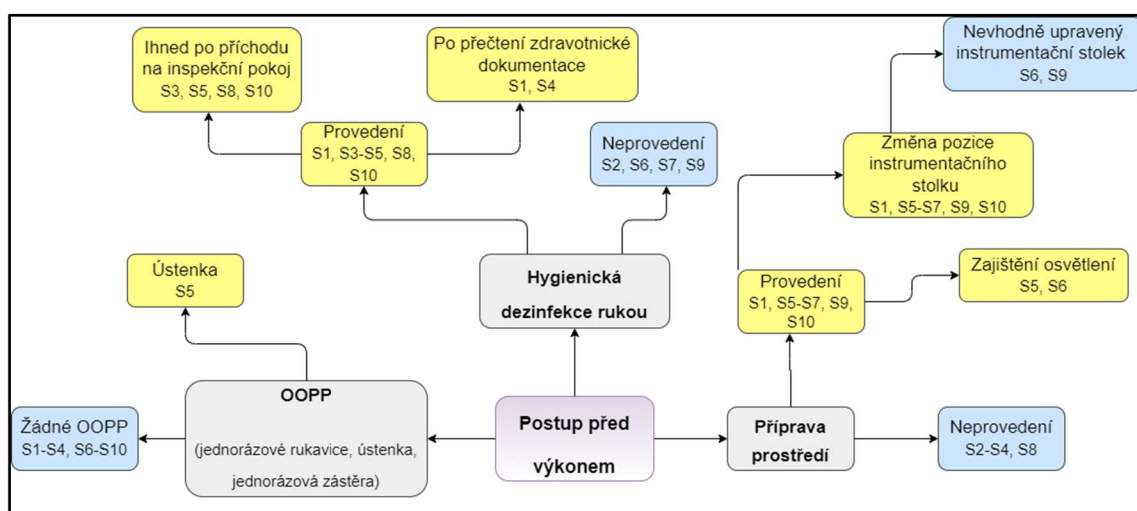 Ihned po příchodu
na inspekční pokoj
S3, S5, S8, S10
Po přečtení zdravotnické
dokumentace
S1, S4
Nevhodně upravený
instrumentační stolek
S6, S9
Provedení
S1, S3-S5, S8,
S10
Neprovedení
S2, S6, S7, S9
Změna pozice
instrumentačního
stolku
S1, S5-S7, S9, S10
Ústenka
S5
Hygienická
dezinfekce rukou
Provedení
S1, S5-S7, S9,
S10
Zajištění osvětlení
S5, S6
Žádné OOPP
S1-S4, S6-S10
OOPP
(jednorázové rukavice, ústenka,
jednorázová zástěra)
Postup před
výkonem
Příprava
prostředí
Neprovedení
S2-S4, S8